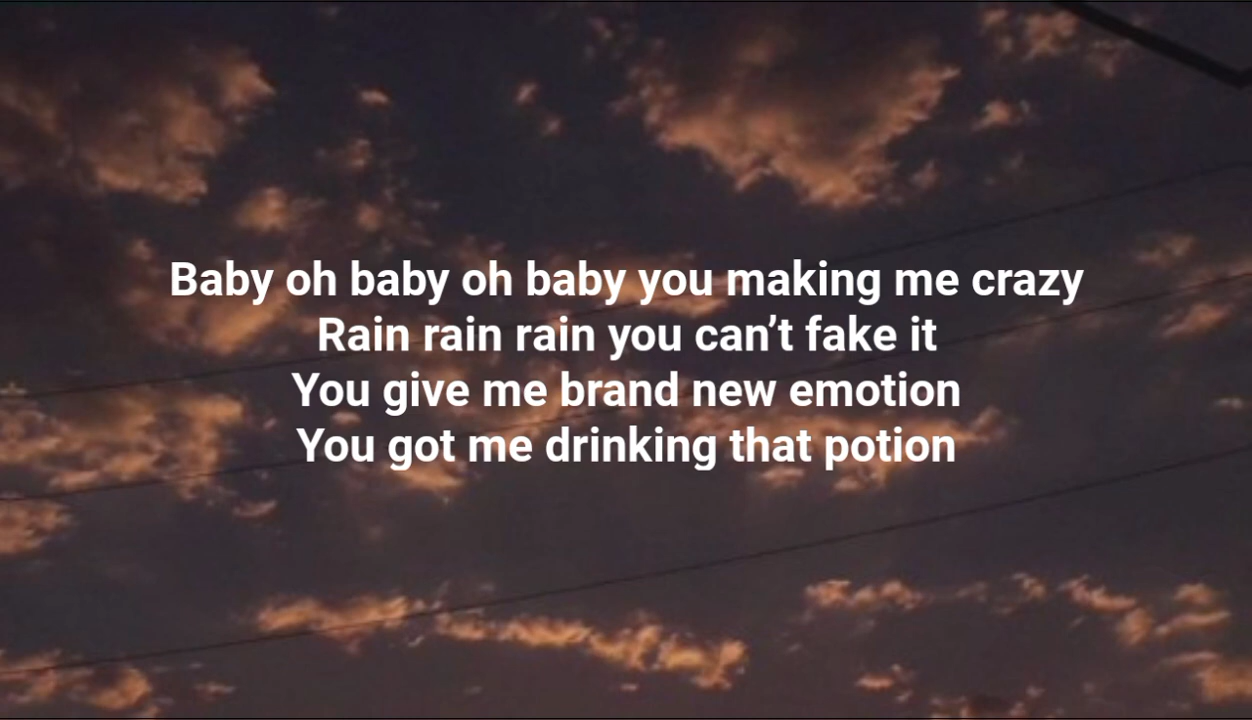 Baby oh baby oh baby you making me crazy
Rain rain rain you can’t fake it
You give me brand new emotion
You got me drinking that potion